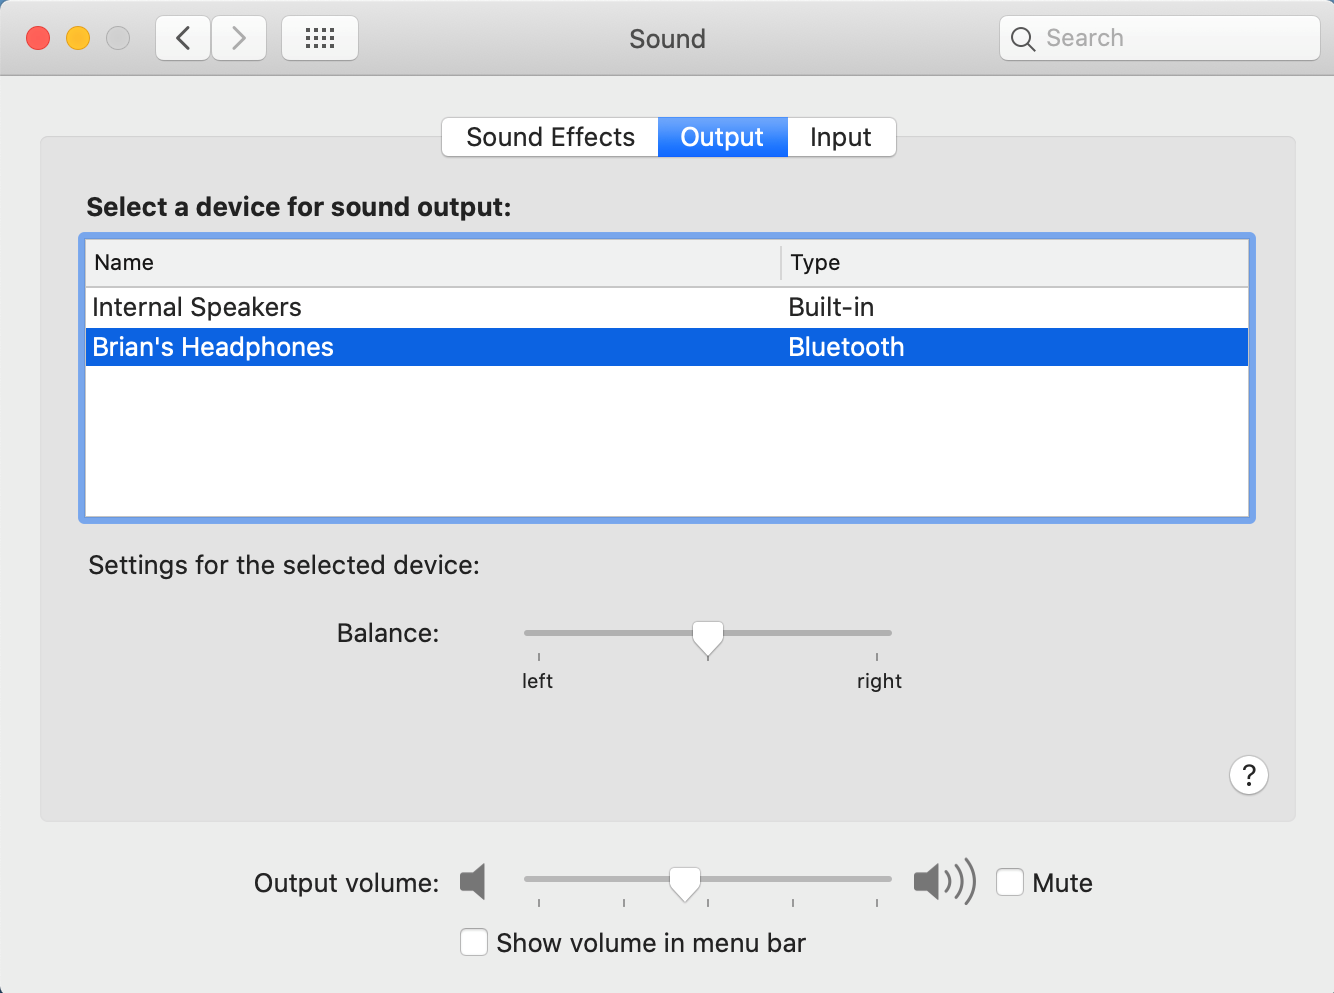 Sound
Search
Sound Effects Output Input
Select a device for sound output:
Name Type
Internal Speakers Built-in
Brian's Headphones Bluetooth
Settings for the selected device:
Balance:
left right
?
Output volume: Mute
Show volume in menu bar